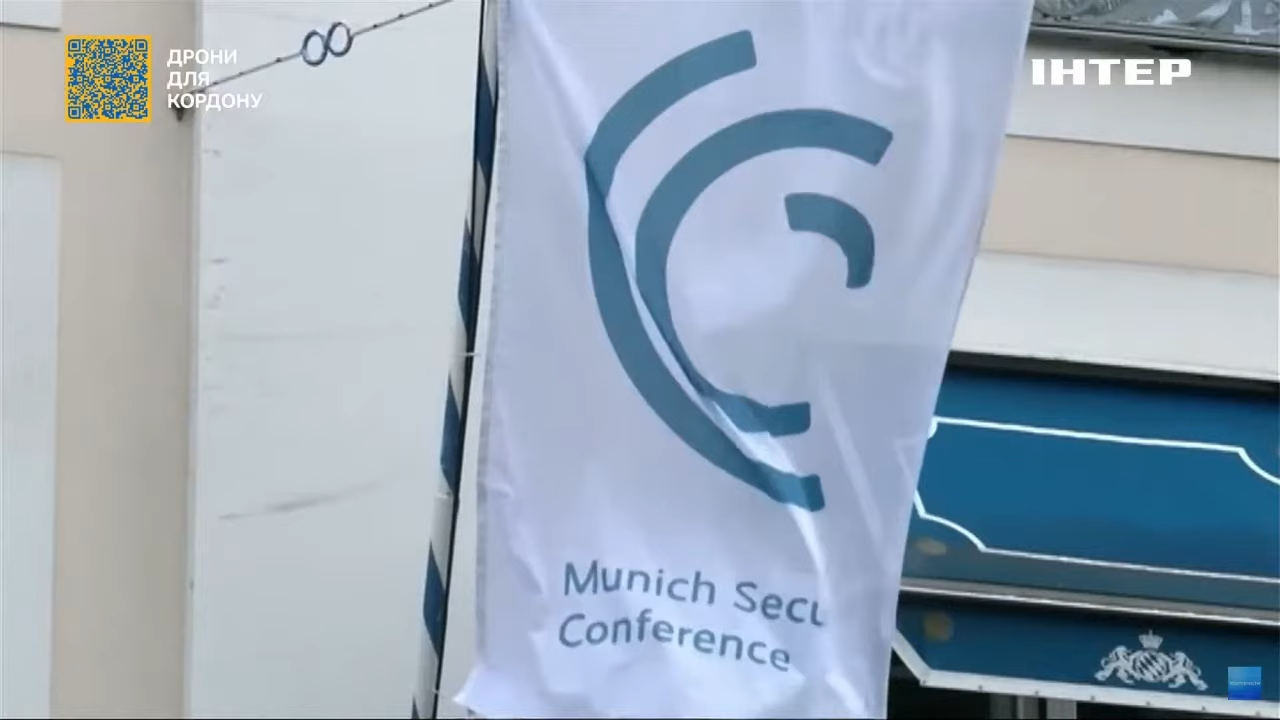 ДРОНИ
ДЛЯ
КОРДОНУ
ІНТЕР
Munich Secu
Conference